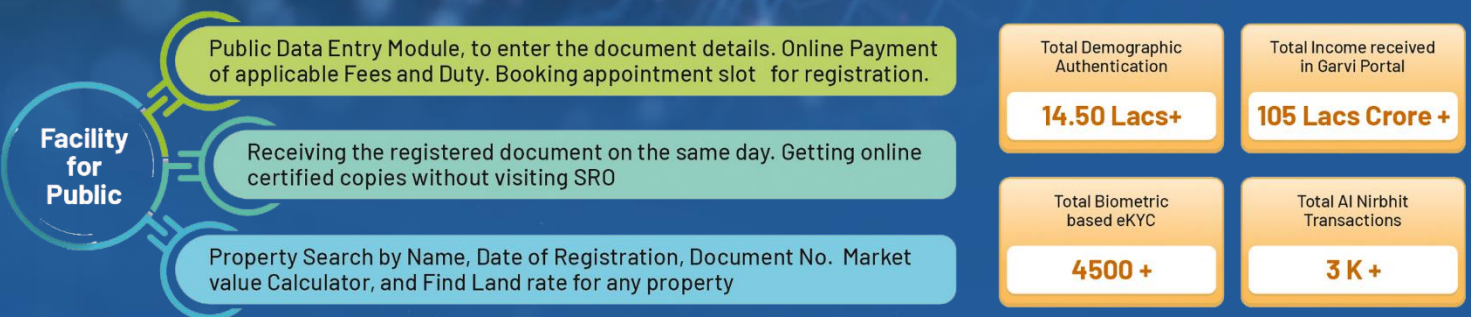 Facility
for
Public
Public Data Entry Module, to enter the document details. Online Payment
of applicable Fees and Duty. Booking appointment slot for registration.
Receiving the registered document on the same day. Getting online
certified copies without visiting SRO
Property Search by Name, Date of Registration, Document No. Market
value Calculator, and Find Land rate for any property
Total Demographic
Authentication
14.50 Lacs+
Total Income received
in Garvi Portal
105 Lacs Crore +
Total Biometric
based eKYC
4500 +
Total AI Nirbhit
Transactions
3 K +